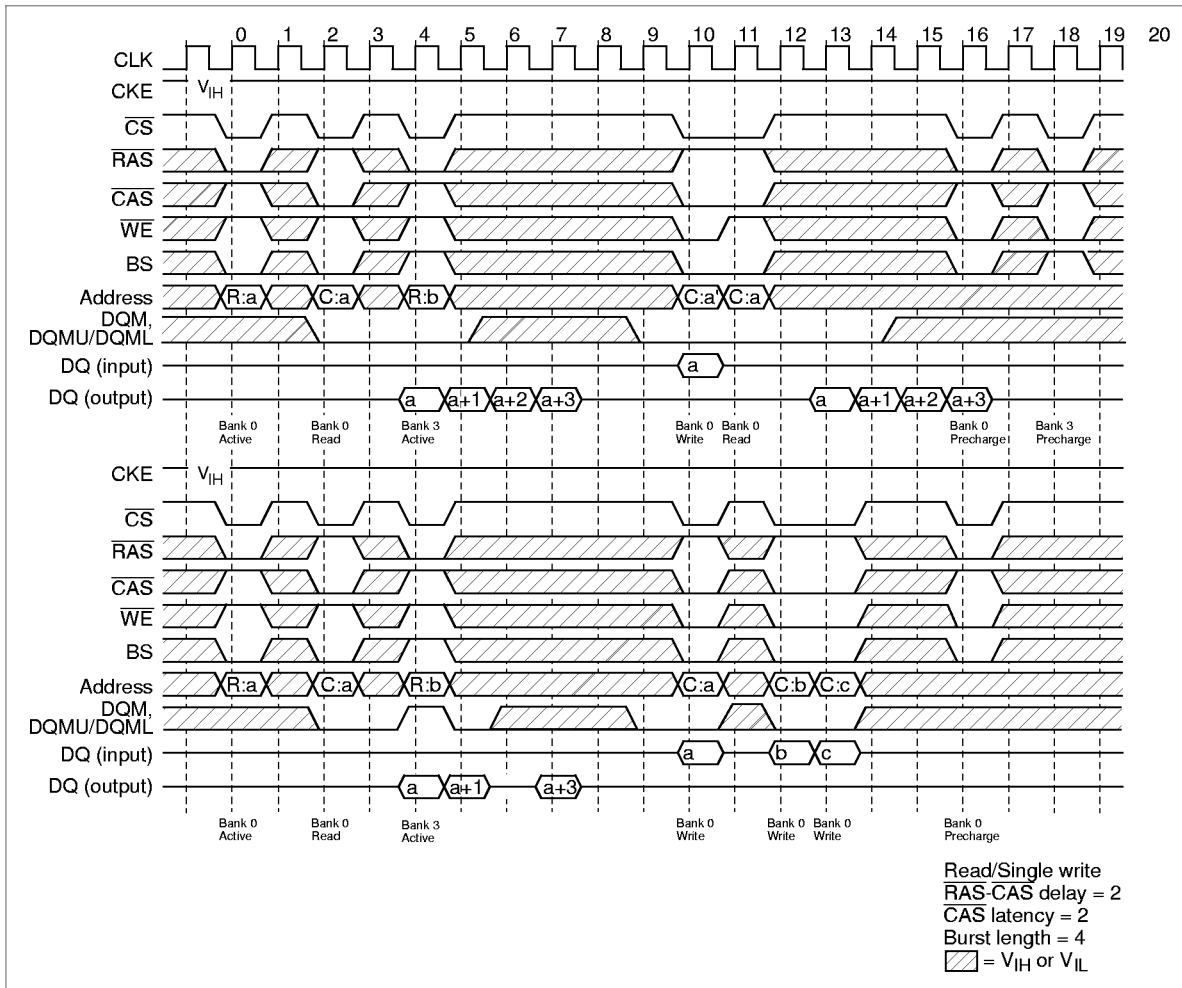 0 1 2 3 4 5 6 7 8 9 10 11 12 13 14 15 16 17 18 19 20
CLK
CKE VIH
CS
RAS
CAS
WE
BS
Address R:a C:a R:b C:a' C:a
DQM,
DQMU/DQML
DQ (input) a
DQ (output) a a+1 a+2 a+3 a a+1 a+2 a+3
Bank 0 Bank 0 Bank 3 Bank 0 Bank 0 Bank 0 Bank 3
Active Read Active Write Read Precharge Precharge
CKE VIH
CS
RAS
CAS
WE
BS
Address R:a C:a R:b C:a C:b C:c
DQM,
DQMU/DQML
DQ (input) a b c
DQ (output) a a+1 a+3
Bank 0 Bank 0 Bank 3 Bank 0 Bank 0 Bank 0 Bank 0
Active Read Active Write Write Write Precharge
Read/Single write
RAS-CAS delay = 2
CAS latency = 2
Burst length = 4
= VIH or VIL